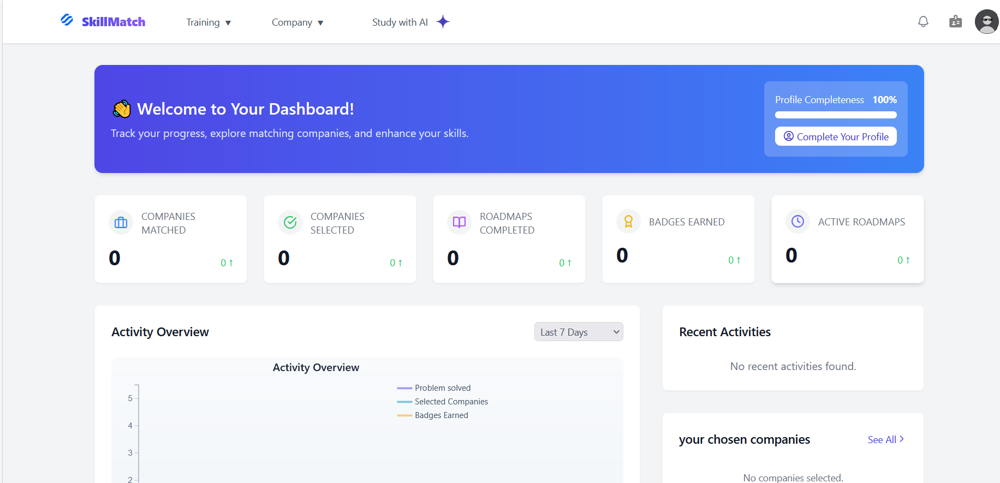 SkillMatch
Training ▼
Company ▼
Study with AI
👋 Welcome to Your Dashboard!
Track your progress, explore matching companies, and enhance your skills.
Profile Completeness 100%
Complete Your Profile
COMPANIES
MATCHED
0
0 ↑
COMPANIES
SELECTED
0
0 ↑
ROADMAPS
COMPLETED
0
0 ↑
BADGES EARNED
0
0 ↑
ACTIVE ROADMAPS
0
0 ↑
Activity Overview
Last 7 Days
Activity Overview
Problem solved
Selected Companies
Badges Earned
5
4
3
2
Recent Activities
No recent activities found.
your chosen companies
See All
No companies selected.